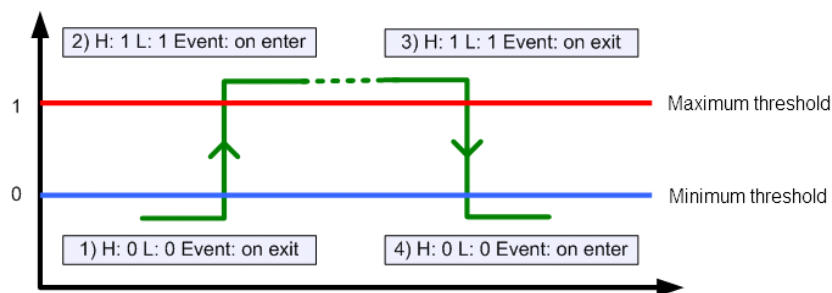 2) H: 1 L: 1 Event: on enter
3) H: 1 L: 1 Event: on exit
1
Maximum threshold
0
Minimum threshold
1) H: 0 L: 0 Event: on exit
4) H: 0 L: 0 Event: on enter